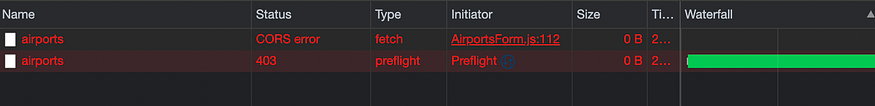 Name Status Type Initiator Size Ti... Waterfall
airports CORS error fetch AirportsForm.js:112 0 B 2...
airports 403 preflight Preflight 0 B 2...